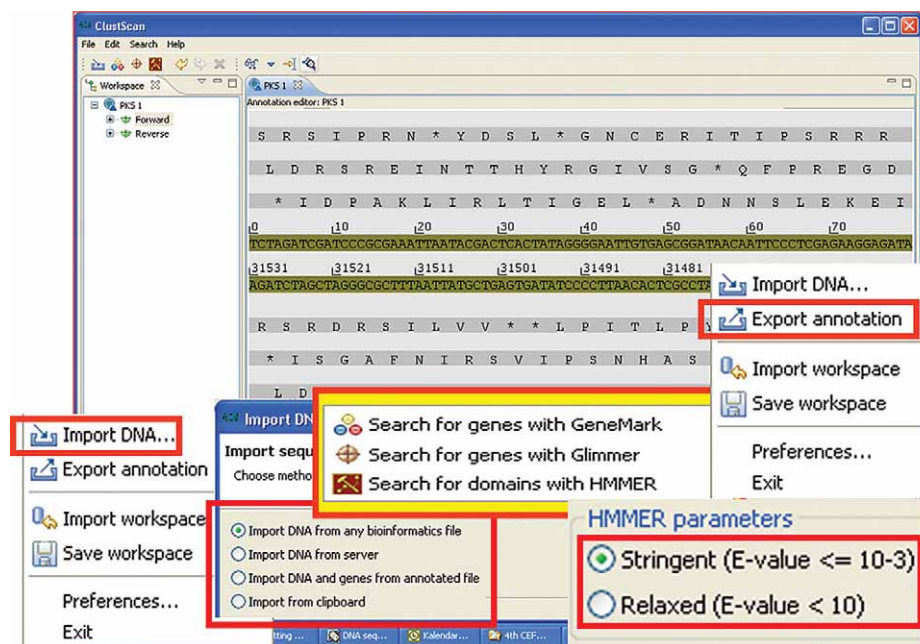 ClustScan
File Edit Search Help
Workspace
PKS 1
PKS 1
Forward
Reverse
Annotation editor: PKS 1
S R S I P R N * Y D S L * G N C E R I T I P S R R R
L D R S R E I N T T H Y R G I V S G * Q F P R E G D
* I D P A K L I R L T I G E L * A D N N S L E K E I
0 10 20 30 40 50 60 70
TCTAGATCGATCCCGCGAAATTAATACGACTCACTATAGGGGAATTGTGAGCGGATAACAATTCCCTCGAGAAGGAGATA
31531 31521 31511 31501 31491 31481
AGATCTAGCTAGGGCGCTTTAATTATGCTGAGTGATATCCCCTTAACACTCGCCTA
R S R D R S I L V V * * L P I T L P
* I S G A F N I R S V I P S N H A S
L D
Import DNA...
Export annotation
Import workspace
Save workspace
Preferences...
Exit
Import DNA...
Export annotation
Import workspace
Save workspace
Preferences...
Exit
Import DN
Import sequ
Choose metho
Import DNA from any bioinformatics file
Import DNA from server
Import DNA and genes from annotated file
Import from clipboard
Search for genes with GeneMark
Search for genes with Glimmer
Search for domains with HMMER
HMMER parameters
Stringent (E-value <= 10-3)
Relaxed (E-value < 10)
tting ... DNA seq... Kalendar... 4th CEF...